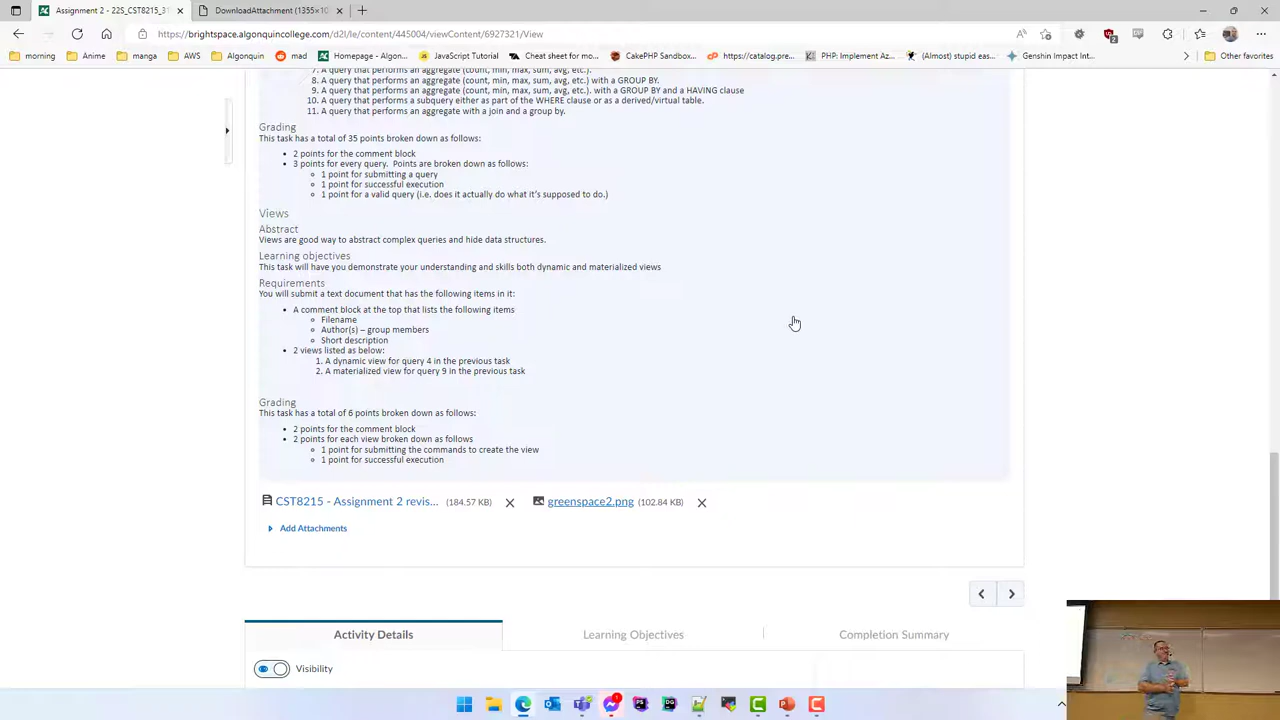 Assignment 2 - 22S_CST8215_31
DownloadAttachment (1355×10
https://brightspace.algonquincollege.com/d2l/le/content/445004/viewContent/6927321/View
morning
Anime
manga
AWS
Algonquin
mad
Homepage - Algon...
JavaScript Tutorial
Cheat sheet for mo...
CakePHP Sandbox...
https://catalog.pre...
PHP: Implement Az...
(Almost) stupid eas...
Genshin Impact Int...
Other favorites
7. A query that performs an aggregate (count, min, max, sum, avg, etc.).
8. A query that performs an aggregate (count, min, max, sum, avg, etc.) with a GROUP BY.
9. A query that performs an aggregate (count, min, max, sum, avg, etc.). with a GROUP BY and a HAVING clause
10. A query that performs a subquery either as part of the WHERE clause or as a derived/virtual table.
11. A query that performs an aggregate with a join and a group by.
Grading
This task has a total of 35 points broken down as follows:
• 2 points for the comment block
• 3 points for every query. Points are broken down as follows:
○ 1 point for submitting a query
○ 1 point for successful execution
○ 1 point for a valid query (i.e. does it actually do what it's supposed to do.)
Views
Abstract
Views are good way to abstract complex queries and hide data structures.
Learning objectives
This task will have you demonstrate your understanding and skills both dynamic and materialized views
Requirements
You will submit a text document that has the following items in it:
• A comment block at the top that lists the following items
○ Filename
○ Author(s) – group members
○ Short description
• 2 views listed as below:
1. A dynamic view for query 4 in the previous task
2. A materialized view for query 9 in the previous task
Grading
This task has a total of 6 points broken down as follows:
• 2 points for the comment block
• 2 points for each view broken down as follows
○ 1 point for submitting the commands to create the view
○ 1 point for successful execution
CST8215 - Assignment 2 revis... (184.57 KB)
greenspace2.png (102.84 KB)
Add Attachments
Activity Details
Learning Objectives
Completion Summary
Visibility